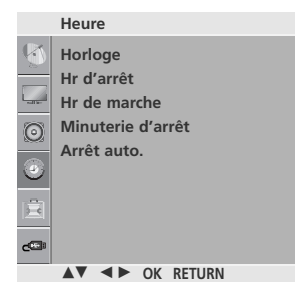 Heure
Horloge
Hr d'arrêt
Hr de marche
Minuterie d'arrêt
Arrêt auto.
▲▼ ◄► OK RETURN